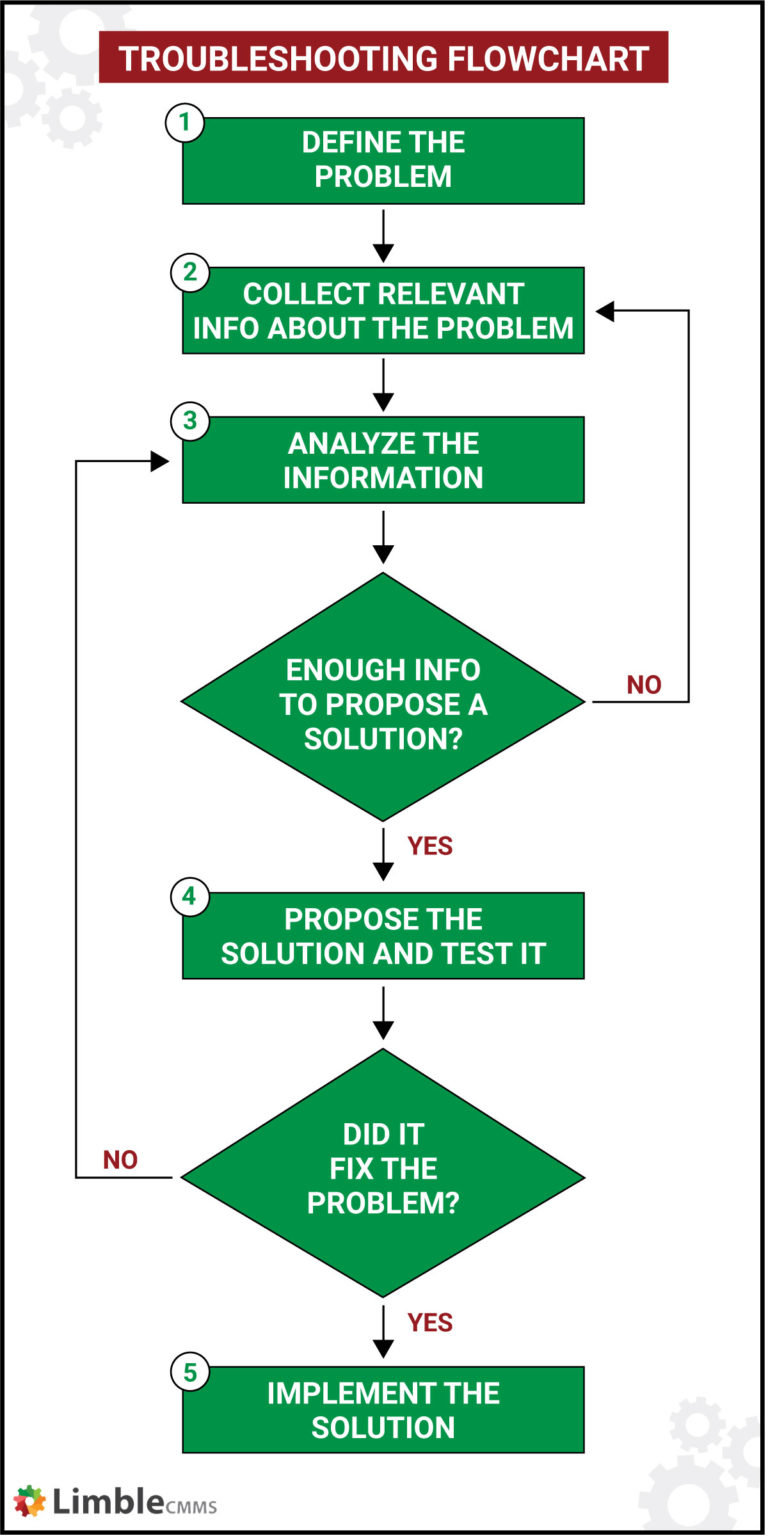 TROUBLESHOOTING FLOWCHART
1
DEFINE THE
PROBLEM
2
COLLECT RELEVANT
INFO ABOUT THE PROBLEM
3
ANALYZE THE
INFORMATION
ENOUGH INFO
TO PROPOSE A
SOLUTION?
NO
YES
4
PROPOSE THE
SOLUTION AND TEST IT
DID IT
FIX THE
PROBLEM?
NO
YES
5
IMPLEMENT THE
SOLUTION
LimbleCMMS